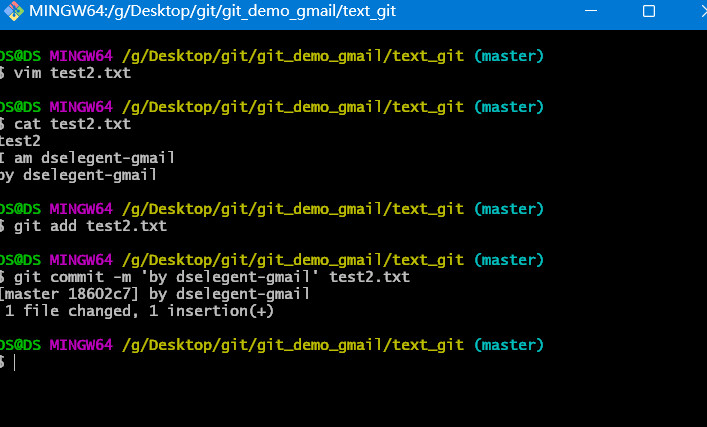 MINGW64:/g/Desktop/git/git_demo_gmail/text_git
DS@DS MINGW64 /g/Desktop/git/git_demo_gmail/text_git (master)
$ vim test2.txt
DS@DS MINGW64 /g/Desktop/git/git_demo_gmail/text_git (master)
$ cat test2.txt
test2
I am dselegent-gmail
by dselegent-gmail
DS@DS MINGW64 /g/Desktop/git/git_demo_gmail/text_git (master)
$ git add test2.txt
DS@DS MINGW64 /g/Desktop/git/git_demo_gmail/text_git (master)
$ git commit -m 'by dselegent-gmail' test2.txt
[master 18602c7] by dselegent-gmail
1 file changed, 1 insertion(+)
DS@DS MINGW64 /g/Desktop/git/git_demo_gmail/text_git (master)
$